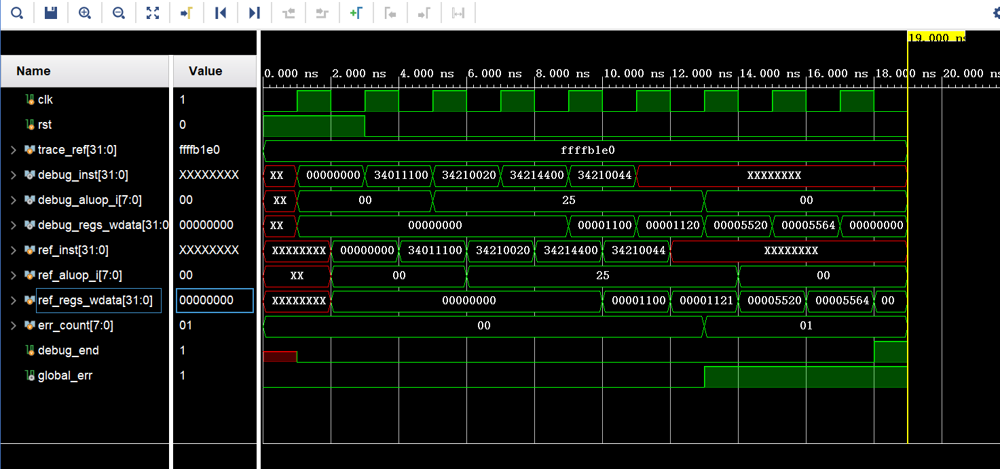 19.000 ns
Name Value
0.000 ns 2.000 ns 4.000 ns 6.000 ns 8.000 ns 10.000 ns 12.000 ns 14.000 ns 16.000 ns 18.000 ns 20.000 ns
clk 1
rst 0
trace_ref[31:0] ffffb1e0 ffffb1e0
debug_inst[31:0] XXXXXXXX XX 00000000 34011100 34210020 34214400 34210044 XXXXXXXX
debug_aluop_i[7:0] 00 XX 00 25 00
debug_regs_wdata[31:0 00000000 XX 00000000 00001100 00001120 00005520 00005564 00000000
ref_inst[31:0] XXXXXXXX XXXXXXXX 00000000 34011100 34210020 34214400 34210044 XXXXXXXX
ref_aluop_i[7:0] 00 XX 00 25 00
ref_regs_wdata[31:0] 00000000 XXXXXXXX 00000000 00001100 00001121 00005520 00005564 00
err_count[7:0] 01 00 01
debug_end 1
global_err 1